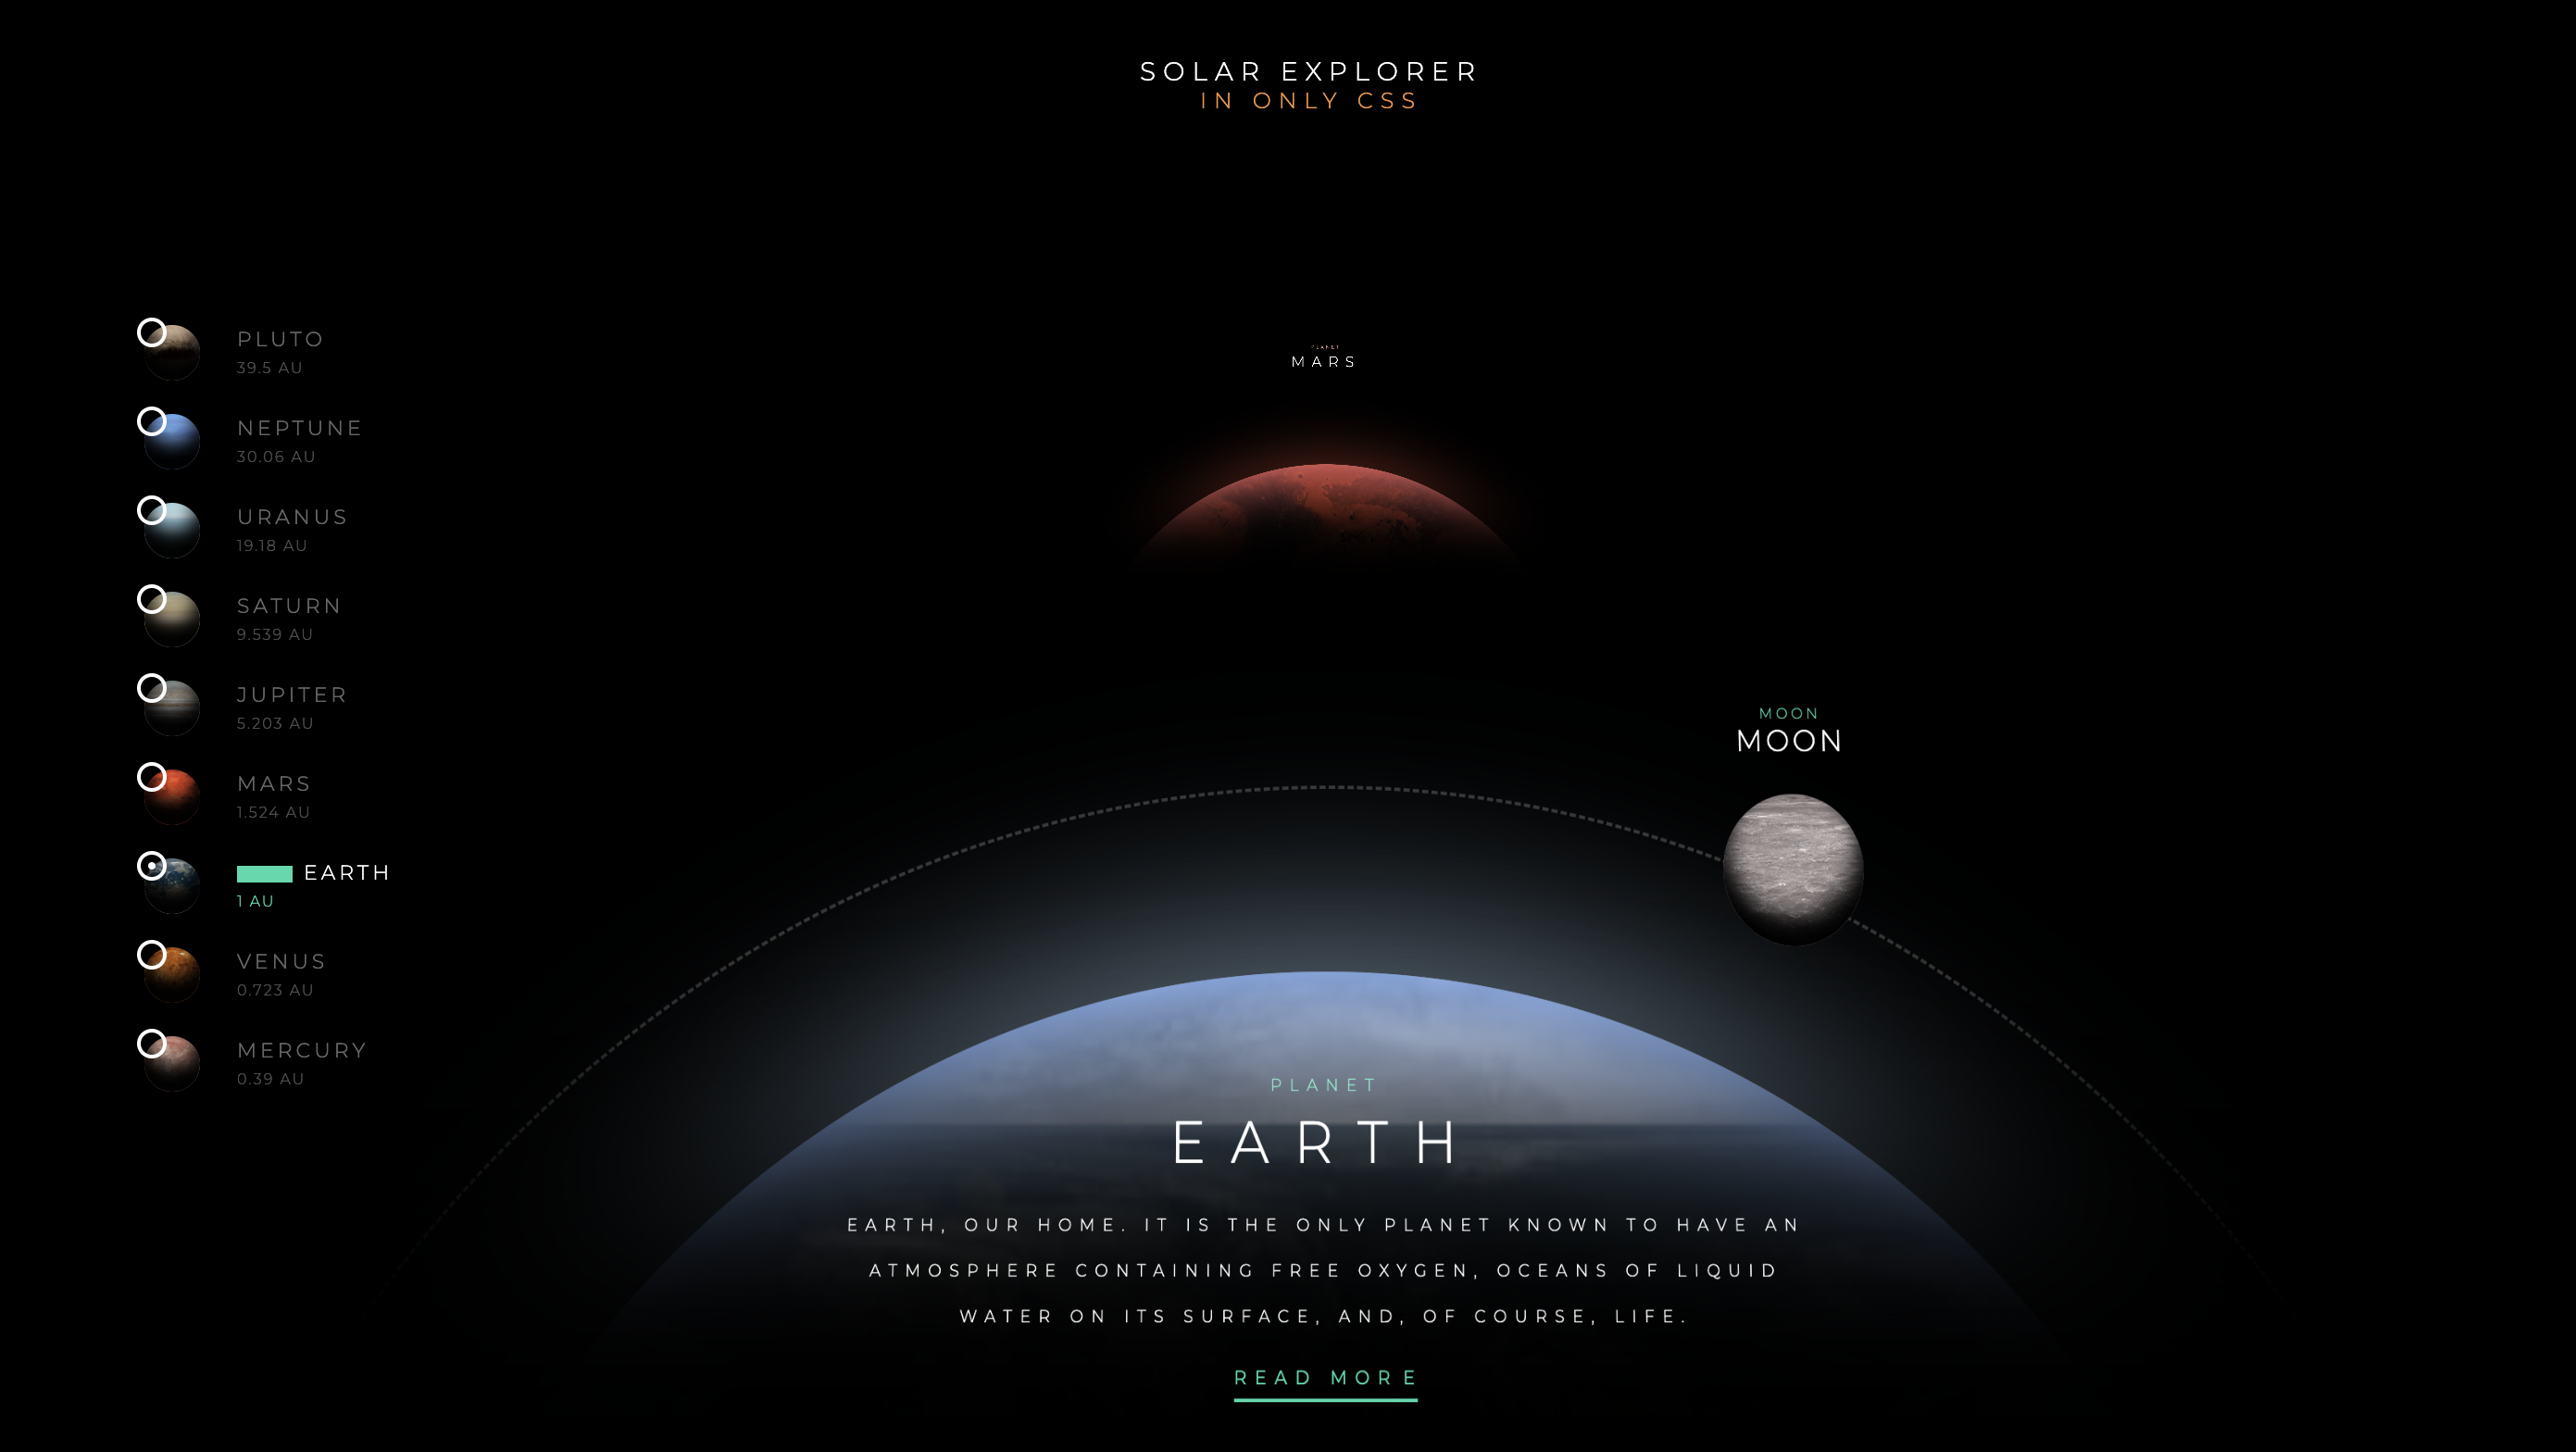 SOLAR EXPLORER
IN ONLY CSS
PLUTO
39.5 AU
NEPTUNE
30.06 AU
URANUS
19.18 AU
SATURN
9.539 AU
JUPITER
5.203 AU
MARS
1.524 AU
EARTH
1 AU
VENUS
0.723 AU
MERCURY
0.39 AU
PLANET
MARS
MOON
MOON
PLANET
EARTH
EARTH, OUR HOME. IT IS THE ONLY PLANET KNOWN TO HAVE AN
ATMOSPHERE CONTAINING FREE OXYGEN, OCEANS OF LIQUID
WATER ON ITS SURFACE, AND, OF COURSE, LIFE.
READ MORE